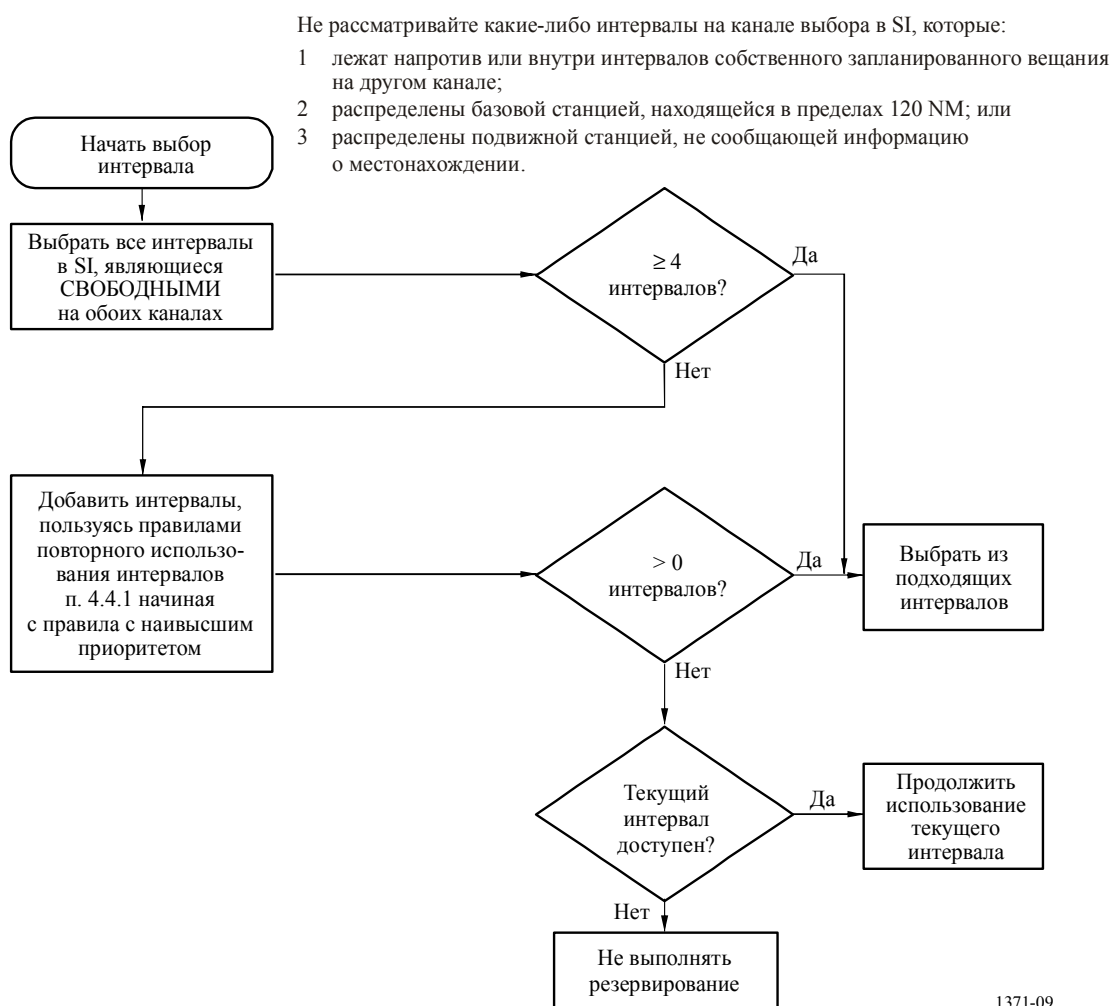 Не рассматривайте какие-либо интервалы на канале выбора в SI, которые:
1 лежат напротив или внутри интервалов собственного запланированного вещания
на другом канале;
2 распределены базовой станцией, находящейся в пределах 120 NM; или
3 распределены подвижной станцией, не сообщающей информацию
о местонахождении.
Начать выбор
интервала
Выбрать все интервалы
в SI, являющиеся
СВОБОДНЫМИ
на обоих каналах
≥ 4
интервалов?
Да
Нет
Добавить интервалы,
пользуясь правилами
повторного использо-
вания интервалов
п. 4.4.1 начиная
с правила с наивысшим
приоритетом
> 0
интервалов?
Да
Выбрать из
подходящих
интервалов
Нет
Текущий
интервал
доступен?
Да
Продолжить
использование
текущего
интервала
Нет
Не выполнять
резервирование
1371-09